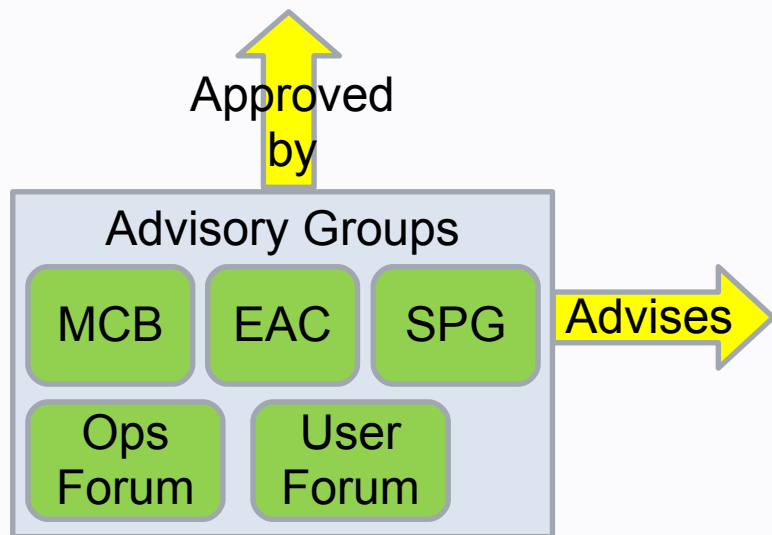 Approved
by
Advisory Groups
MCB EAC SPG
Advises
Ops
Forum
User
Forum